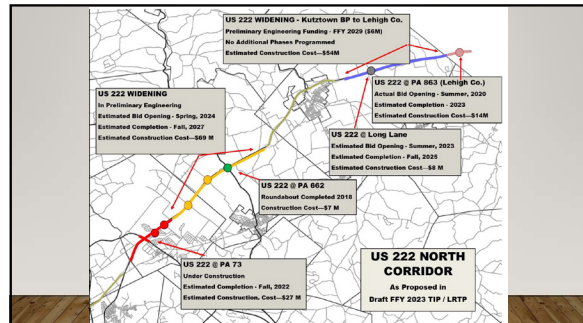 US 222 WIDENING - Kutztown BP to Lehigh Co.
Preliminary Engineering Funding - FFY 2029 ($6M)
No Additional Phases Programmed
Estimated Construction Cost—$54M
US 222 @ PA 863 (Lehigh Co.)
Actual Bid Opening - Summer, 2020
Estimated Completion - 2023
Estimated Construction Cost—$14M
US 222 WIDENING
In Preliminary Engineering
Estimated Bid Opening - Spring, 2024
Estimated Completion - Fall, 2027
Estimated Construction Cost—$69 M
US 222 @ Long Lane
Estimated Bid Opening - Summer, 2023
Estimated Completion - Fall, 2025
Estimated Construction Cost—$8 M
US 222 @ PA 662
Roundabout Completed 2018
Construction Cost—$7 M
US 222 @ PA 73
Under Construction
Estimated Completion - Fall, 2022
Estimated Construction. Cost—$27 M
US 222 NORTH
CORRIDOR
As Proposed in
Draft FFY 2023 TIP / LRTP